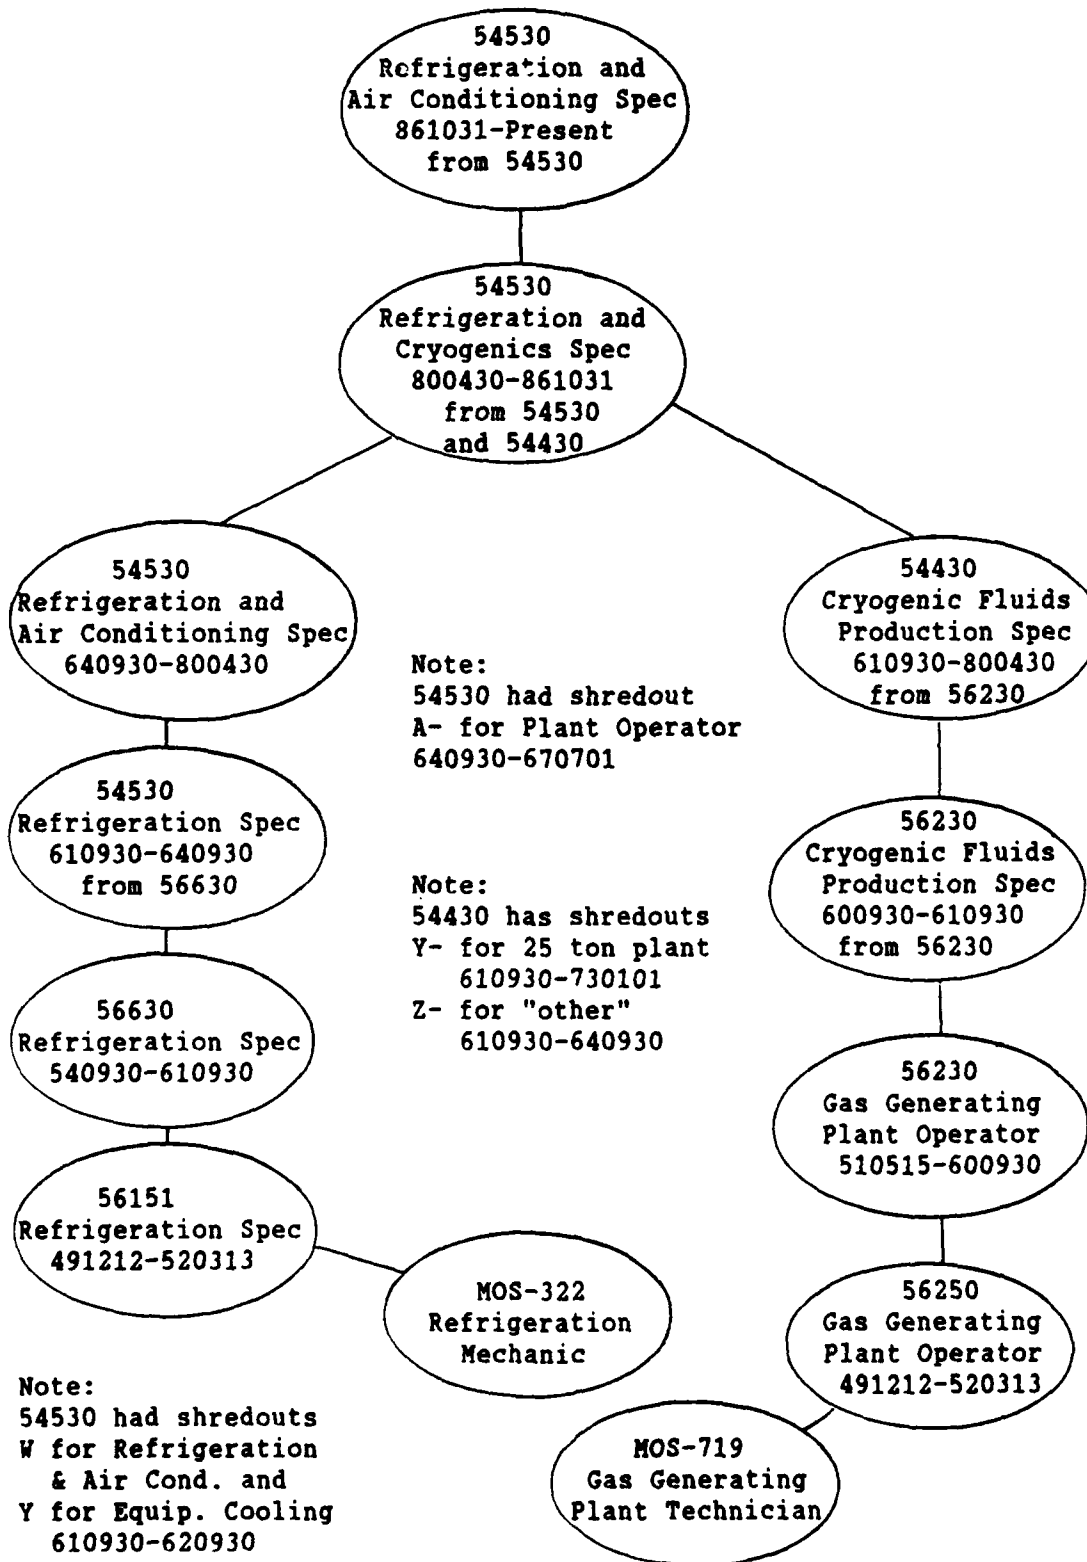 54530
Refrigeration and
Air Conditioning Spec
861031-Present
from 54530
54530
Refrigeration and
Cryogenics Spec
800430-861031
from 54530
and 54430
54530
Refrigeration and
Air Conditioning Spec
640930-800430
54430
Cryogenic Fluids
Production Spec
610930-800430
from 56230
Note:
54530 had shredout
A- for Plant Operator
640930-670701
54530
Refrigeration Spec
610930-640930
from 56630
56230
Cryogenic Fluids
Production Spec
600930-610930
from 56230
Note:
54430 has shredouts
Y- for 25 ton plant
610930-730101
Z- for "other"
610930-640930
56630
Refrigeration Spec
540930-610930
56230
Gas Generating
Plant Operator
510515-600930
56151
Refrigeration Spec
491212-520313
MOS-322
Refrigeration
Mechanic
56250
Gas Generating
Plant Operator
491212-520313
Note:
54530 had shredouts
W for Refrigeration
& Air Cond. and
Y for Equip. Cooling
610930-620930
MOS-719
Gas Generating
Plant Technician